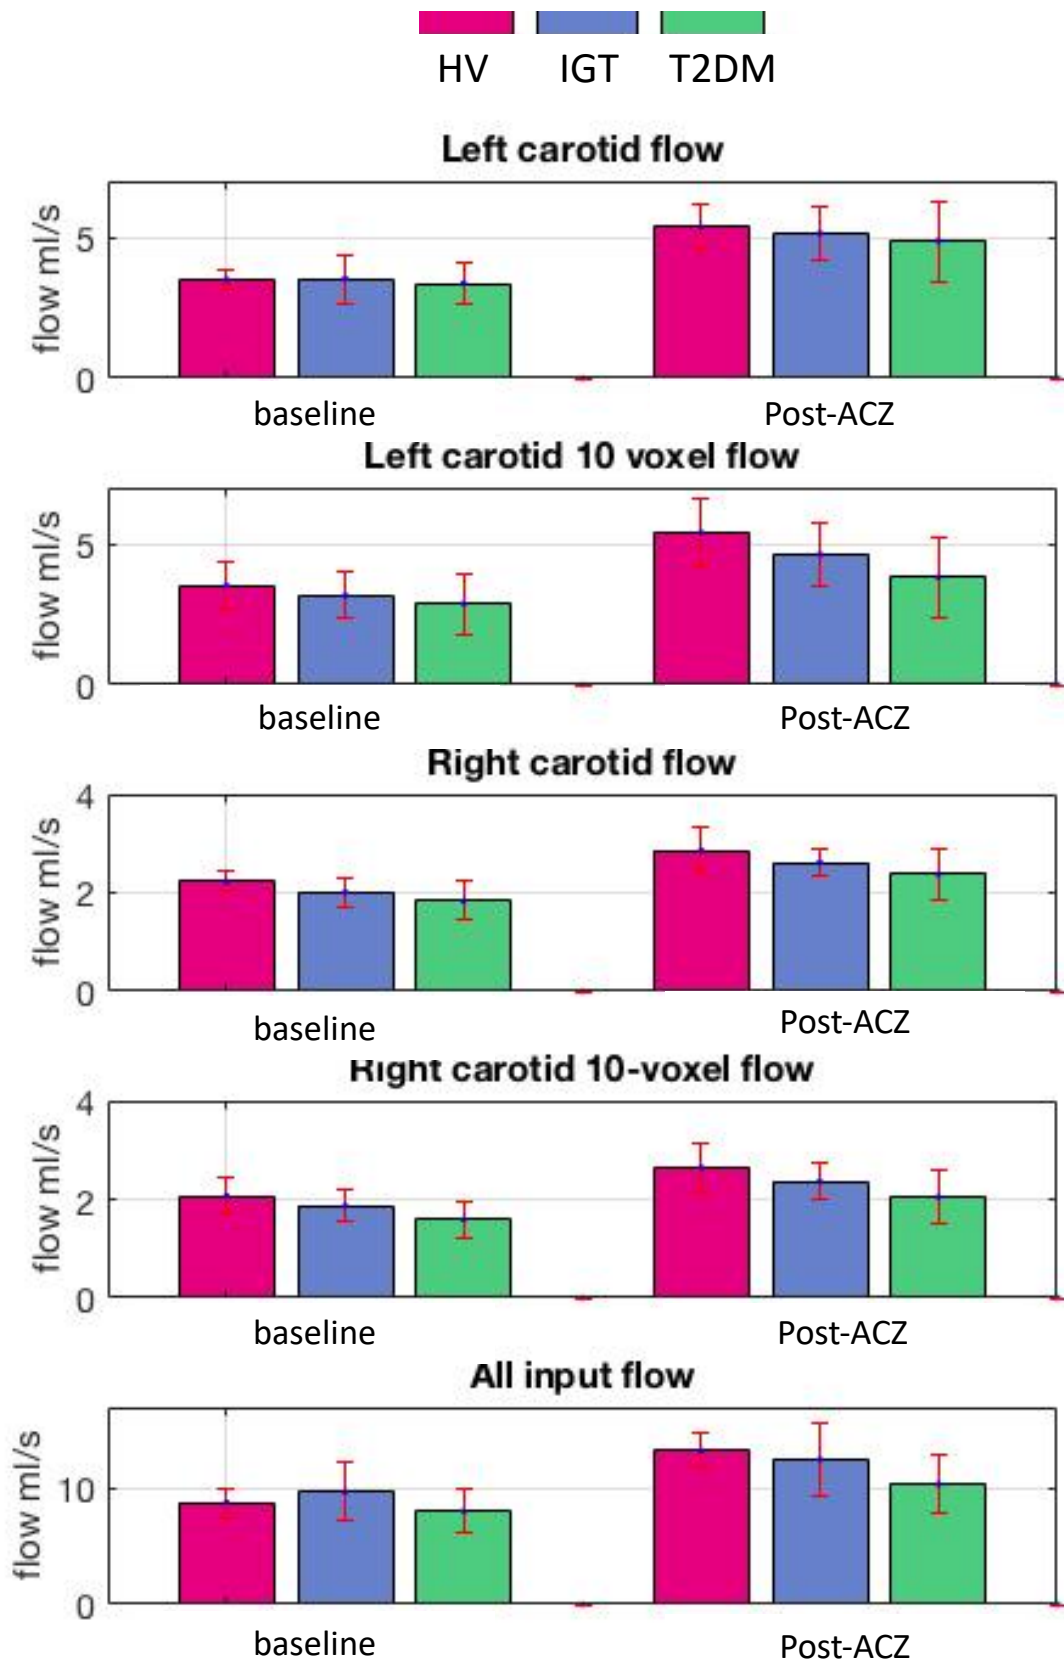 HV IGT T2DM
Left carotid flow
flow ml/s
5
0
baseline Post-ACZ
Left carotid 10 voxel flow
flow ml/s
5
0
baseline Post-ACZ
Right carotid flow
flow ml/s
4
2
0
baseline Post-ACZ
Right carotid 10-voxel flow
flow ml/s
4
2
0
baseline Post-ACZ
All input flow
flow ml/s
10
0
baseline Post-ACZ